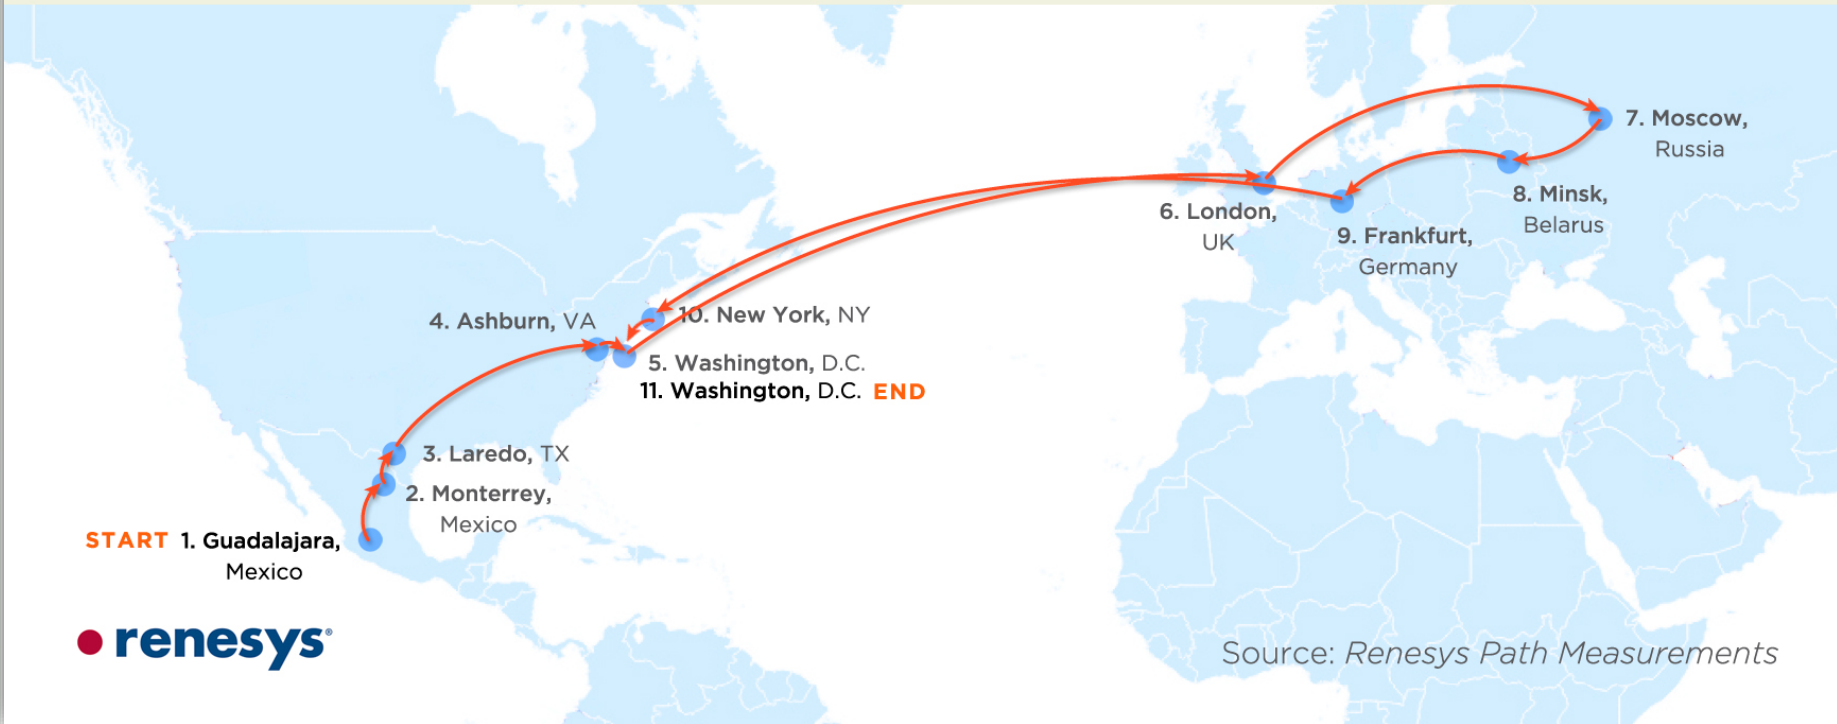 START 1. Guadalajara,
Mexico
2. Monterrey,
Mexico
3. Laredo, TX
4. Ashburn, VA
5. Washington, D.C.
6. London,
UK
7. Moscow,
Russia
8. Minsk,
Belarus
9. Frankfurt,
Germany
10. New York, NY
11. Washington, D.C. END
renesys®
Source: Renesys Path Measurements